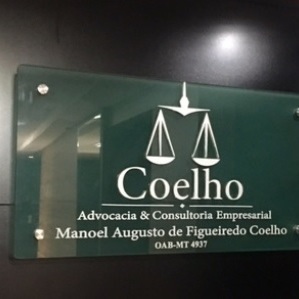 Coelho
Advocacia & Consultoria Empresarial
Manoel Augusto de Figueiredo Coelho
OAB-MT 4937